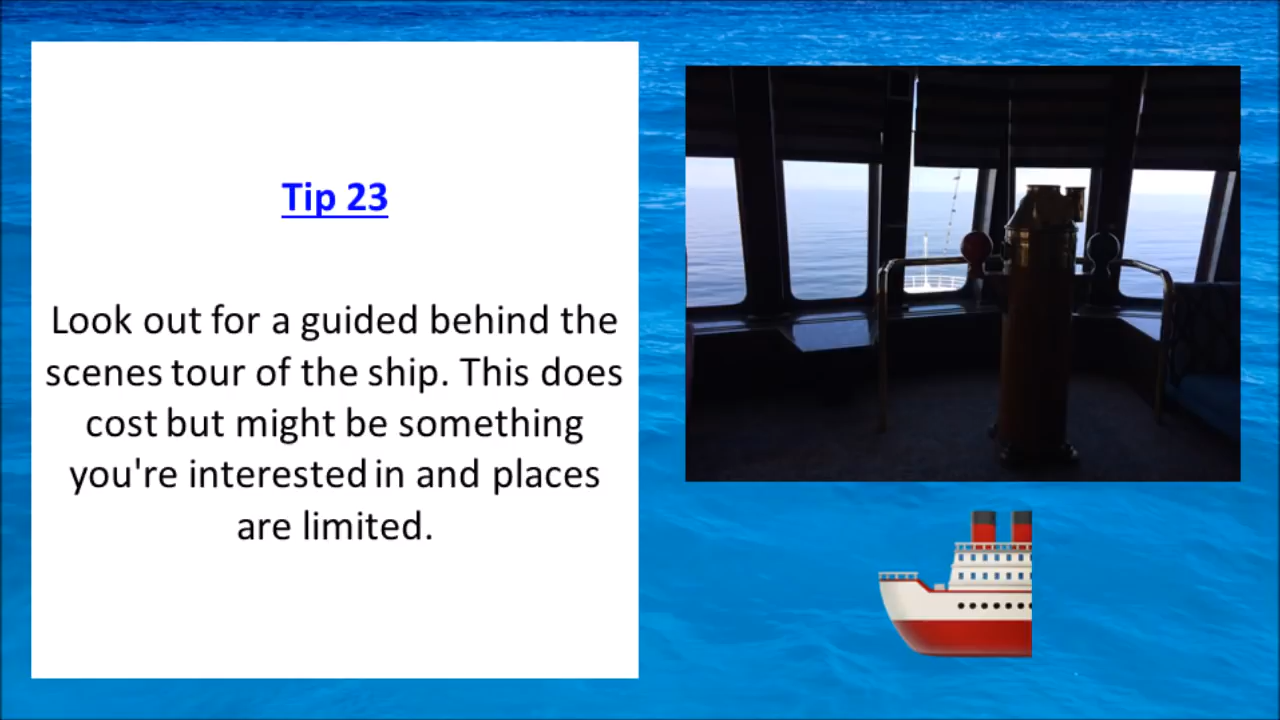 Tip 23
Look out for a guided behind the
scenes tour of the ship. This does
cost but might be something
you're interested in and places
are limited.